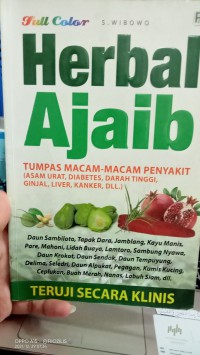 Full Color
S. WIBOWO
Herbal
Ajaib
TUMPAS MACAM-MACAM PENYAKIT
(ASAM URAT, DIABETES, DARAH TINGGI,
GINJAL, LIVER, KANKER, DLL.)
Daun Sambilota, Tapak Dara, Jamblang, Kayu Manis,
Pare, Mahoni, Lidah Buaya, Lamtoro, Sambung Nyawa,
Daun Krokot, Daun Sendok, Daun Tempuyung,
Delima, Seledri, Daun Alpukat, Pegagan, Kumis Kucing,
Ceplukan, Buah Merah, Nanas, Labuh Siam, dll.
TERUJI SECARA KLINIS